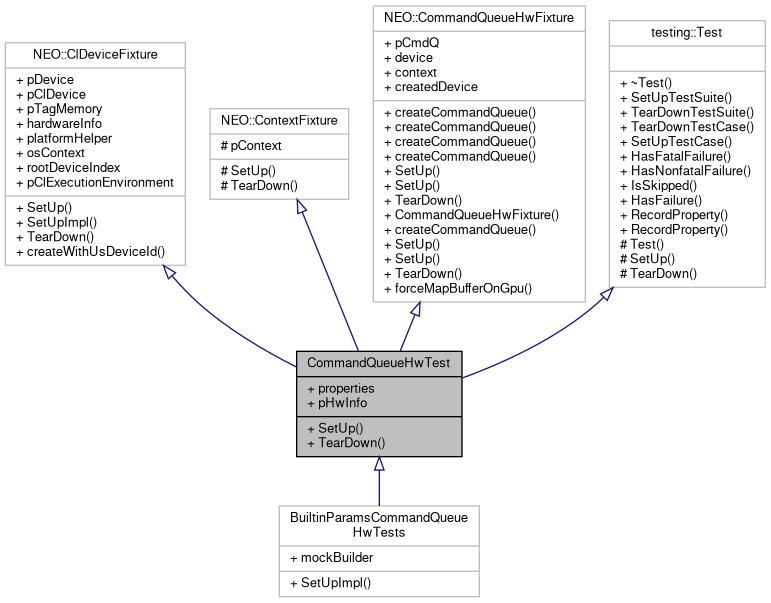 NEO::ClDeviceFixture
+ pDevice
+ pClDevice
+ pTagMemory
+ hardwareInfo
+ platformHelper
+ osContext
+ rootDeviceIndex
+ pClExecutionEnvironment
+ SetUp()
+ SetUpImpl()
+ TearDown()
+ createWithUsDeviceId()
NEO::ContextFixture
# pContext
# SetUp()
# TearDown()
NEO::CommandQueueHwFixture
+ pCmdQ
+ device
+ context
+ createdDevice
+ createCommandQueue()
+ createCommandQueue()
+ createCommandQueue()
+ createCommandQueue()
+ SetUp()
+ SetUp()
+ TearDown()
+ CommandQueueHwFixture()
+ createCommandQueue()
+ SetUp()
+ SetUp()
+ TearDown()
+ forceMapBufferOnGpu()
testing::Test
+ ~Test()
+ SetUpTestSuite()
+ TearDownTestSuite()
+ TearDownTestCase()
+ SetUpTestCase()
+ HasFatalFailure()
+ HasNonfatalFailure()
+ IsSkipped()
+ HasFailure()
+ RecordProperty()
+ RecordProperty()
# Test()
# SetUp()
# TearDown()
CommandQueueHwTest
+ properties
+ pHwInfo
+ SetUp()
+ TearDown()
BuiltinParamsCommandQueue
HwTests
+ mockBuilder
+ SetUpImpl()